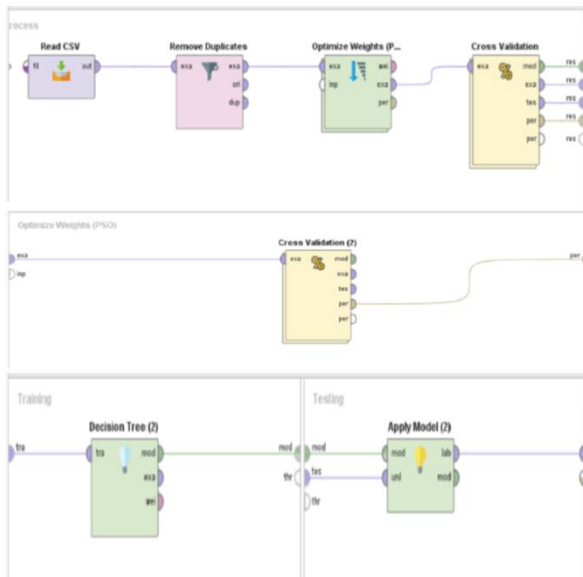 rocess
Read CSV
Remove Duplicates
Optimize Weights (P...
Cross Validation
fil
out
exa
exa
ori
dup
exa
inp
wei
exa
per
exa
mod
exa
tes
per
per
res
res
res
res
res
Optimize Weights (PSO)
exa
inp
Cross Validation (2)
exa
mod
exa
tes
per
per
per
Training
Testing
Decision Tree (2)
Apply Model (2)
tra
tra
mod
exa
wei
mod
thr
mod
tes
thr
mod
unl
lab
mod